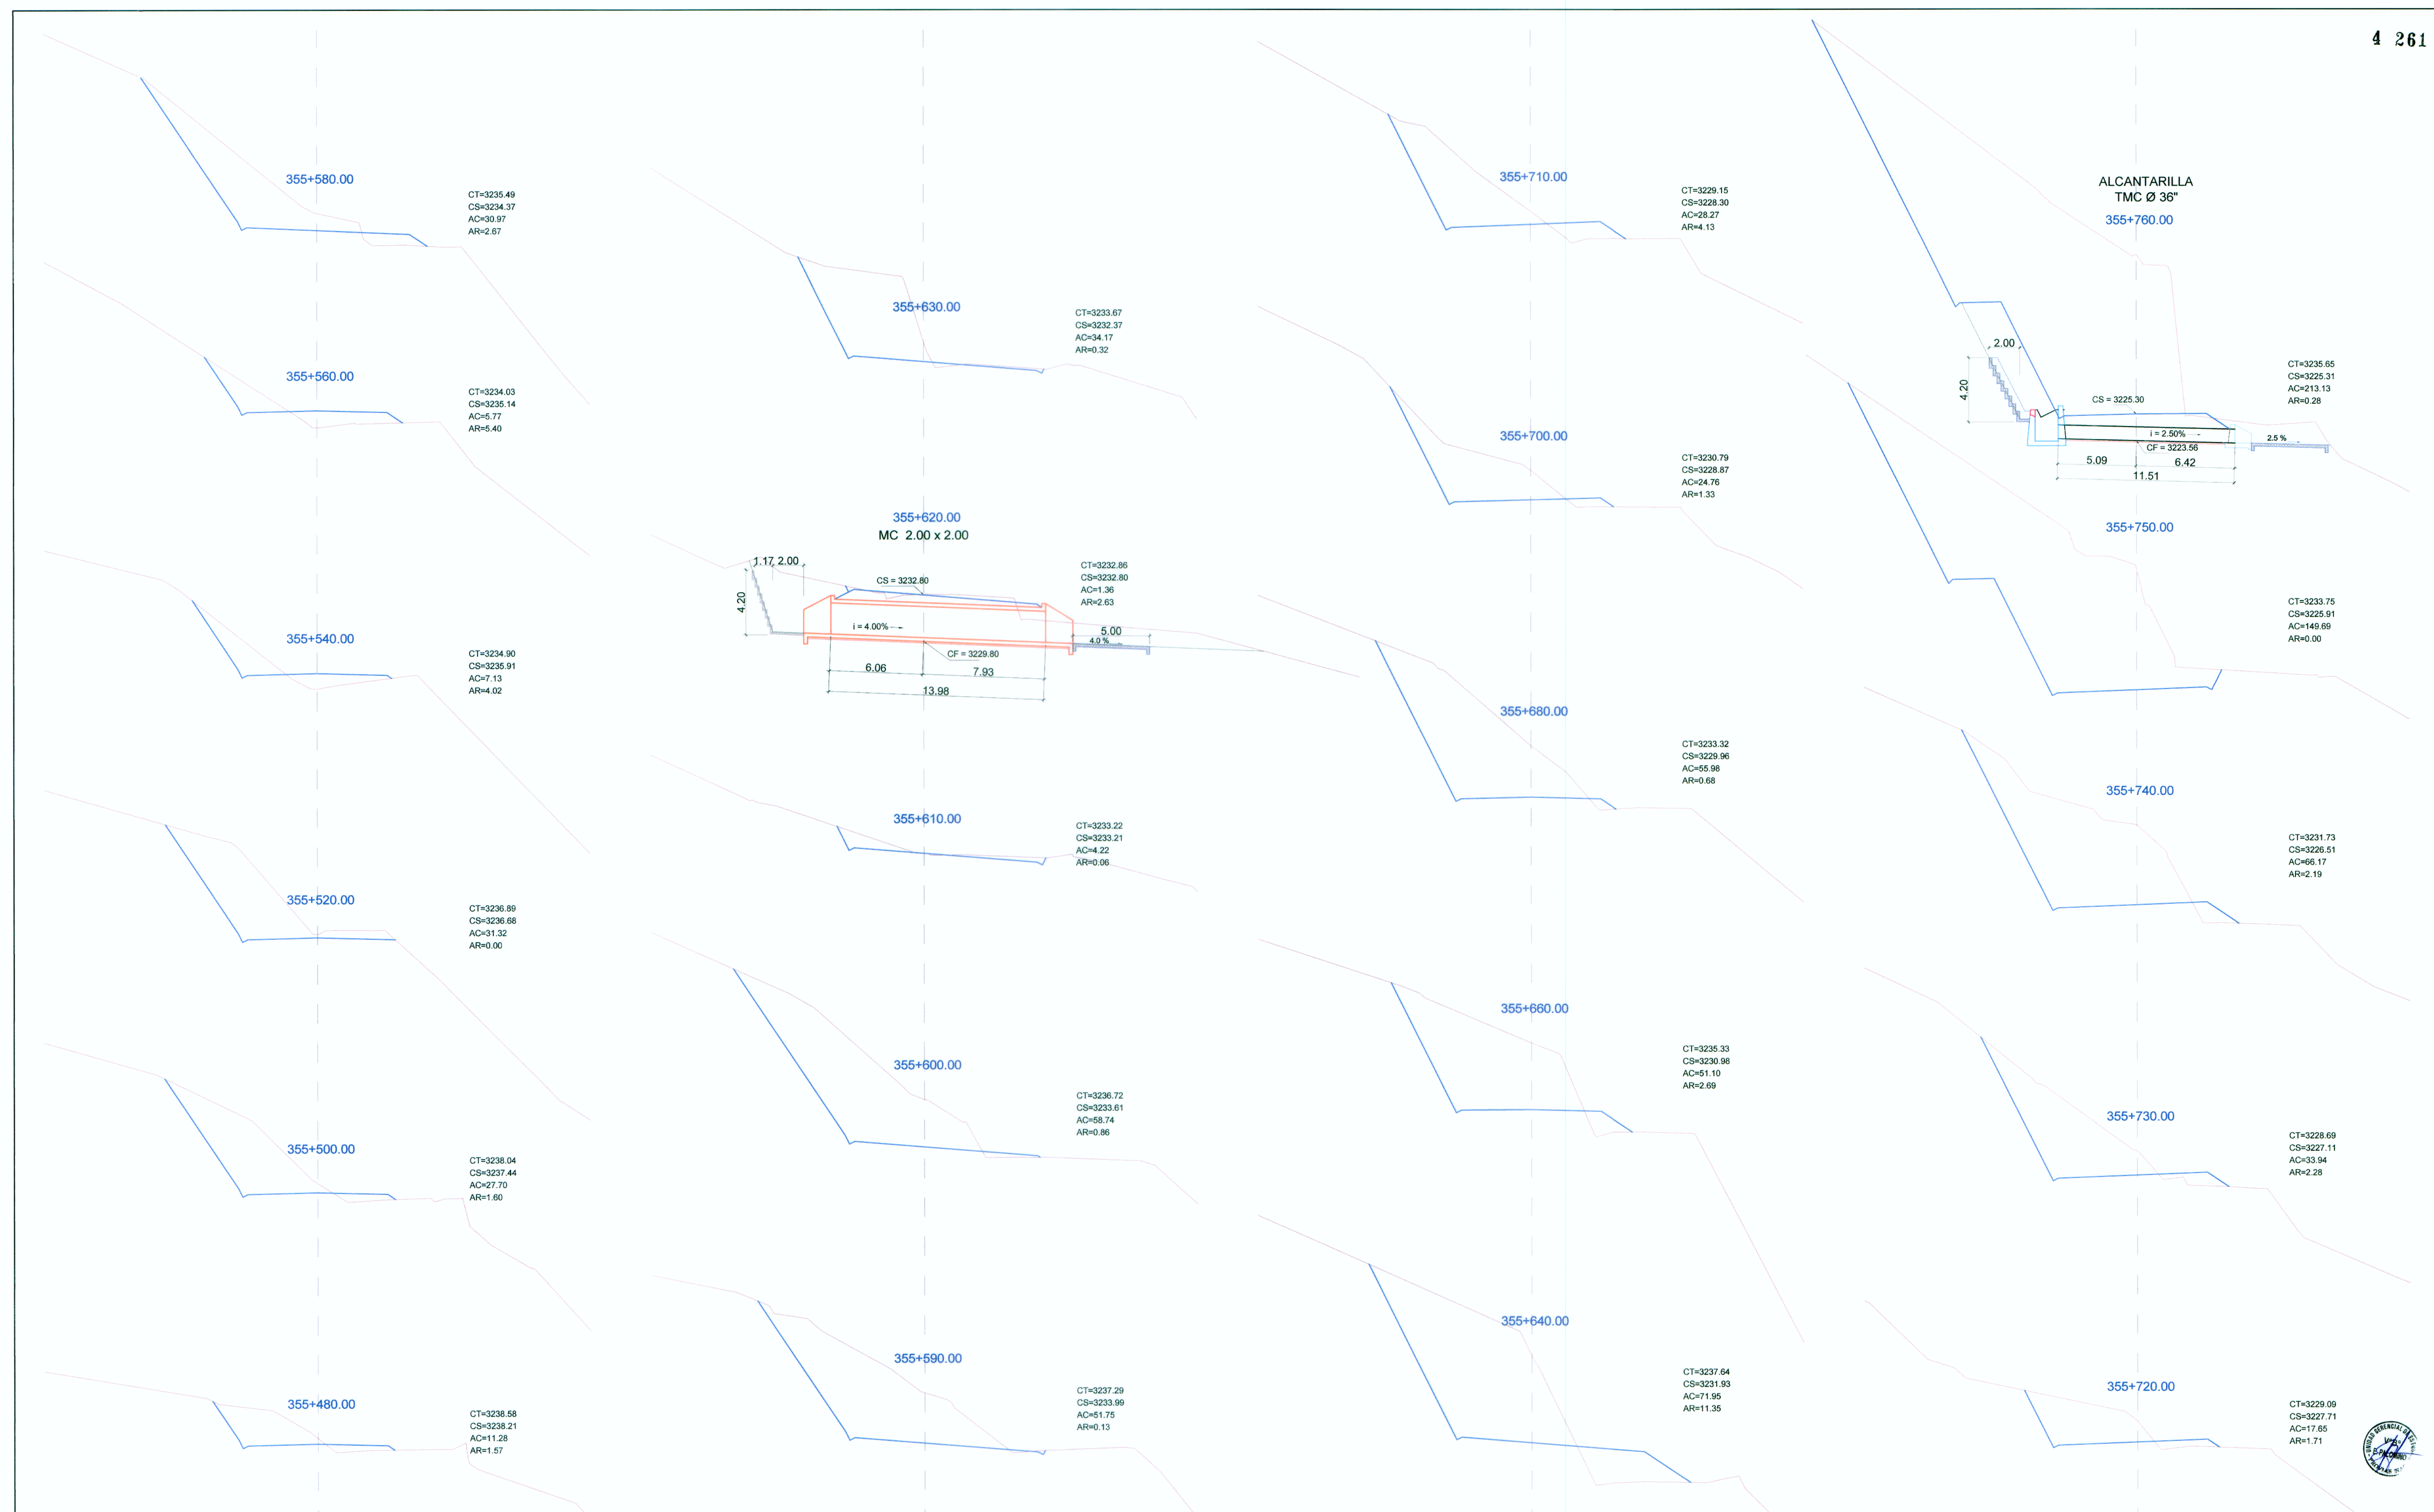 4 261
355+580.00
CT=3235.49
CS=3234.37
AC=30.97
AR=2.67
355+560.00
CT=3234.03
CS=3235.14
AC=5.77
AR=5.40
355+540.00
CT=3234.90
CS=3235.91
AC=7.13
AR=4.02
355+520.00
CT=3236.89
CS=3236.68
AC=31.32
AR=0.00
355+500.00
CT=3238.04
CS=3237.44
AC=27.70
AR=1.60
355+480.00
CT=3238.58
CS=3238.21
AC=11.28
AR=1.57
355+630.00
CT=3233.67
CS=3232.37
AC=34.17
AR=0.32
355+620.00
MC 2.00 x 2.00
1.17 2.00
4.20
CS = 3232.80
i = 4.00%
CF = 3229.80
5.00
4.0 %
6.06
7.93
13.98
CT=3232.86
CS=3232.80
AC=1.36
AR=2.63
355+610.00
CT=3233.22
CS=3233.21
AC=4.22
AR=0.06
355+600.00
CT=3236.72
CS=3233.61
AC=58.74
AR=0.86
355+590.00
CT=3237.29
CS=3233.99
AC=51.75
AR=0.13
355+710.00
CT=3229.15
CS=3228.30
AC=28.27
AR=4.13
355+700.00
CT=3230.79
CS=3228.87
AC=24.76
AR=1.33
355+680.00
CT=3233.32
CS=3229.96
AC=55.98
AR=0.68
355+660.00
CT=3235.33
CS=3230.98
AC=51.10
AR=2.69
355+640.00
CT=3237.64
CS=3231.93
AC=71.95
AR=11.35
ALCANTARILLA
TMC Ø 36"
355+760.00
2.00
4.20
CS = 3225.30
i = 2.50%
CF = 3223.56
2.5 %
5.09
6.42
11.51
CT=3235.65
CS=3225.31
AC=213.13
AR=0.28
355+750.00
CT=3233.75
CS=3225.91
AC=149.69
AR=0.00
355+740.00
CT=3231.73
CS=3226.51
AC=66.17
AR=2.19
355+730.00
CT=3228.69
CS=3227.11
AC=33.94
AR=2.28
355+720.00
CT=3229.09
CS=3227.71
AC=17.65
AR=1.71
UNIDAD GERENCIAL